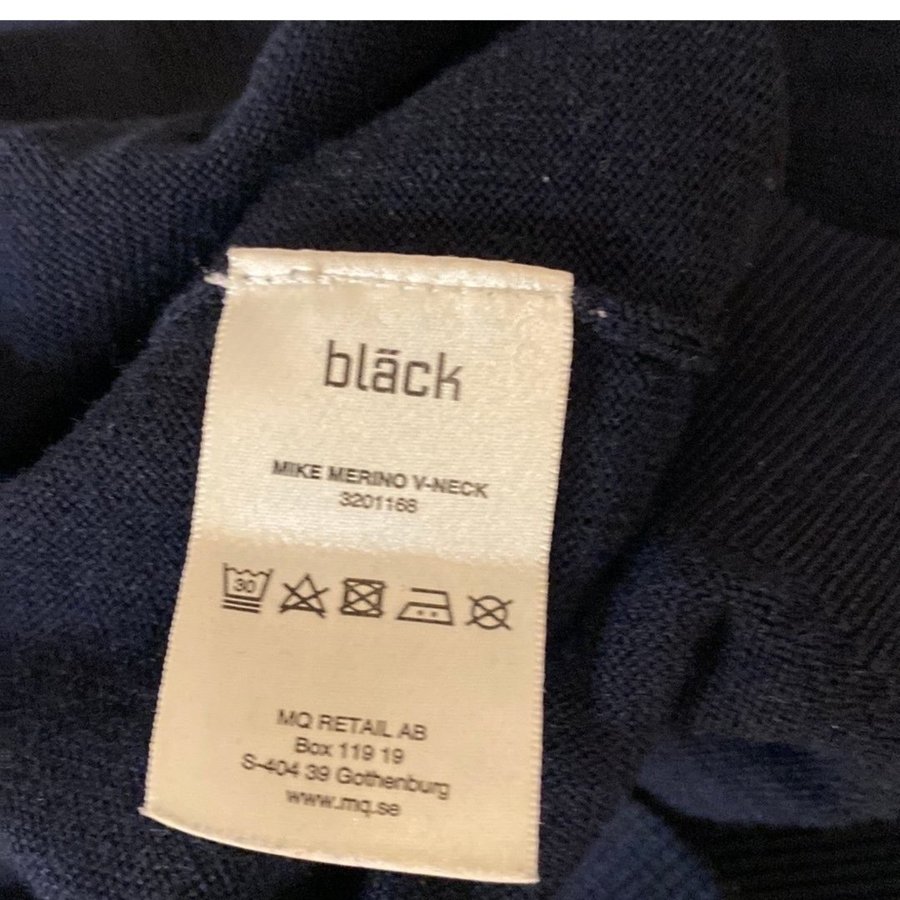 bläck
MIKE MERINO V-NECK
3201168
30
MQ RETAIL AB
Box 119 19
S-404 39 Gothenburg
www.mq.se